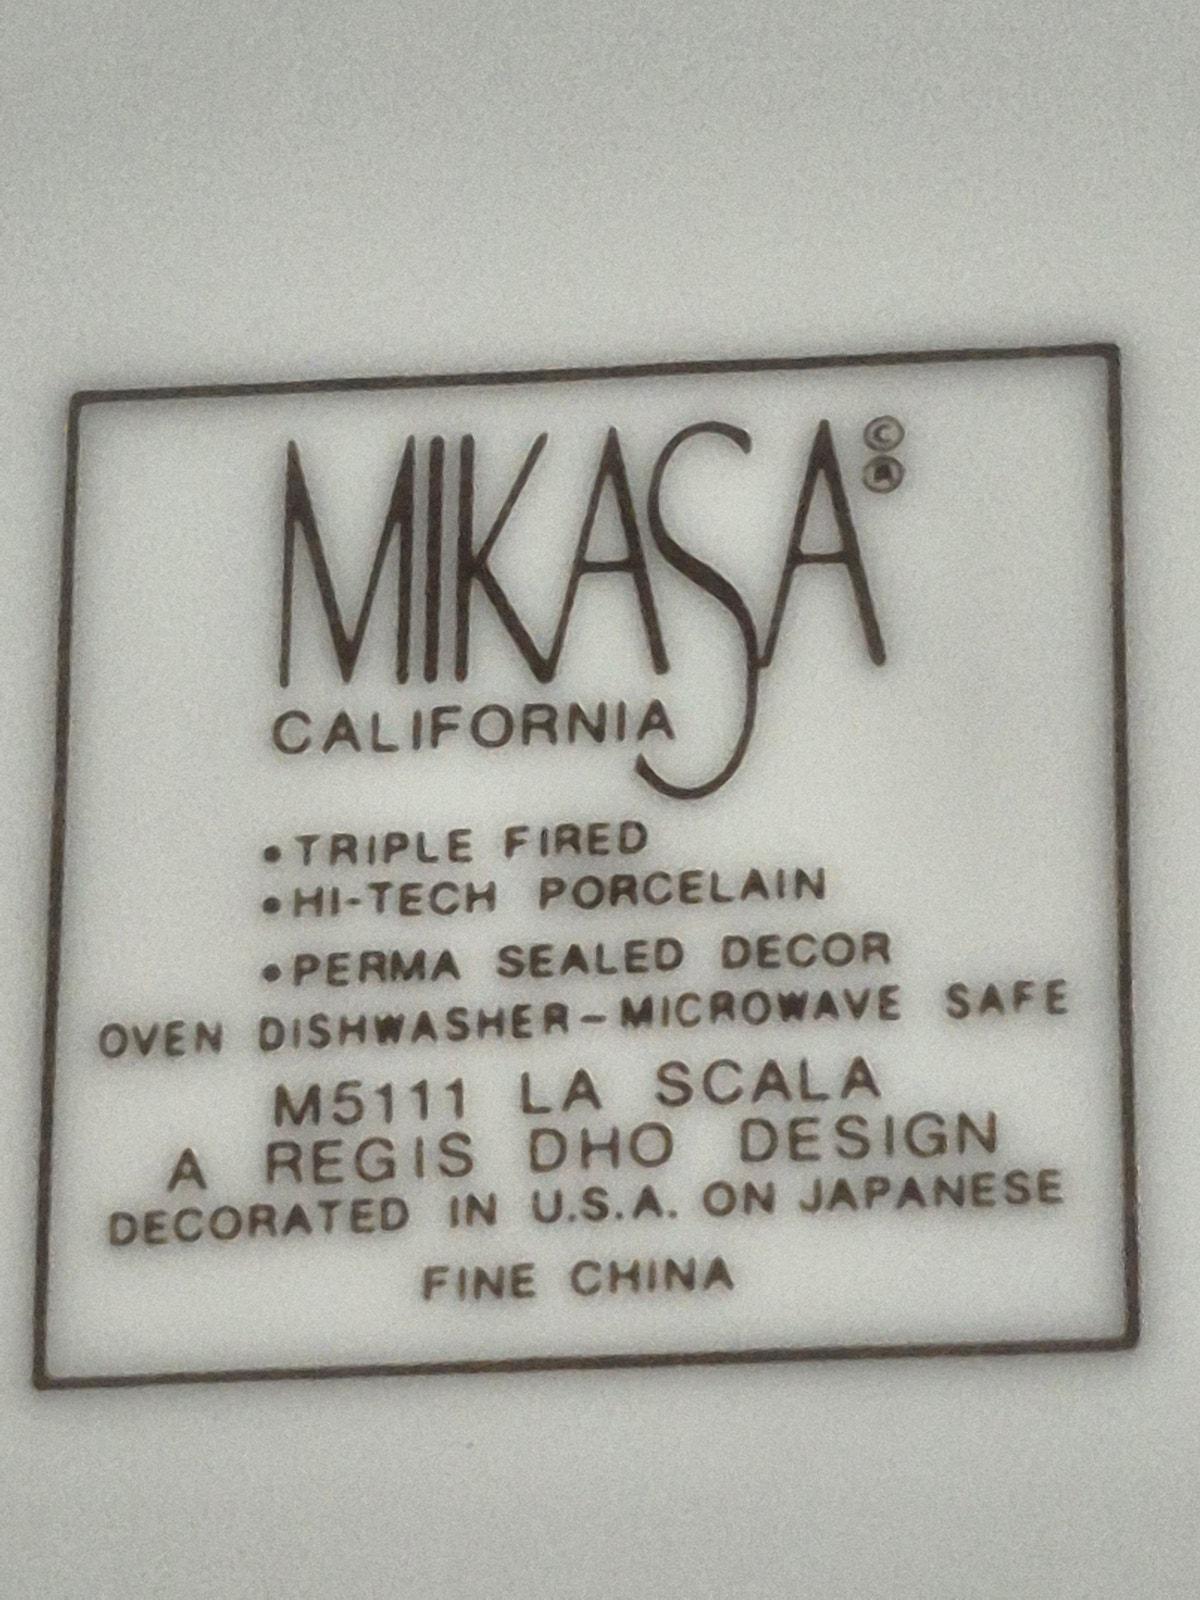 MIKASA©®
CALIFORNIA
•TRIPLE FIRED
•HI-TECH PORCELAIN
•PERMA SEALED DECOR
OVEN DISHWASHER-MICROWAVE SAFE
M5111 LA SCALA
A REGIS DHO DESIGN
DECORATED IN U.S.A. ON JAPANESE
FINE CHINA